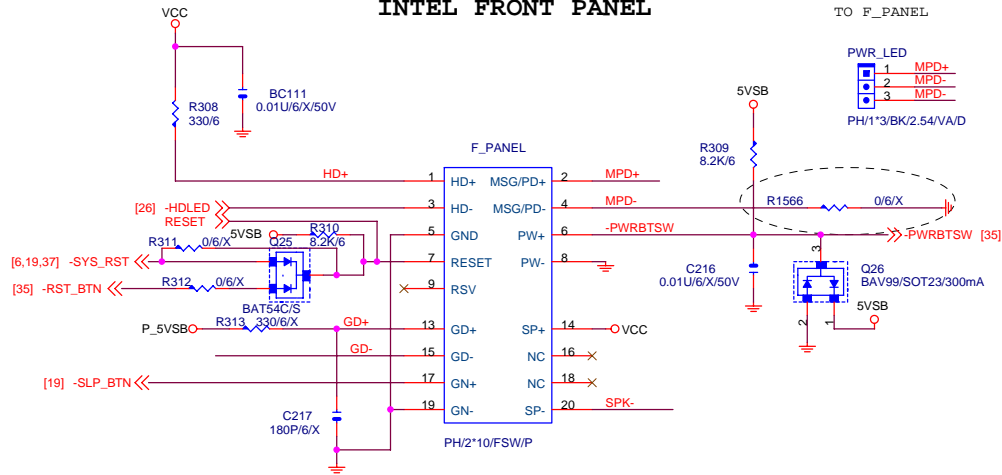 INTEL FRONT PANEL
TO F_PANEL
VCC
BC111
0.01U/6/X/50V
R308
330/6
PWR_LED
1 MPD+
2 MPD-
3 MPD-
PH/1*3/BK/2.54/VA/D
5VSB
R309
8.2K/6
F_PANEL
HD+ 1 HD+ MSG/PD+ 2 MPD+
[26] -HDLED 3 HD- MSG/PD- 4 MPD- R1566 0/6/X
RESET
5 GND PW+ 6 -PWRBTSW -PWRBTSW [35]
5VSB R310
8.2K/6
R311 0/6/X Q25
[6,19,37] -SYS_RST 7 RESET PW- 8
[35] -RST_BTN R312 0/6/X
9 RSV
BAT54C/S
C216
0.01U/6/X/50V
3
Q26
BAV99/SOT23/300mA
2 1
5VSB
P_5VSB R313 330/6/X GD+ 13 GD+ SP+ 14 VCC
GD- 15 GD- NC 16
[19] -SLP_BTN 17 GN+ NC 18
19 GN- SP- 20 SPK-
C217
180P/6/X
PH/2*10/FSW/P